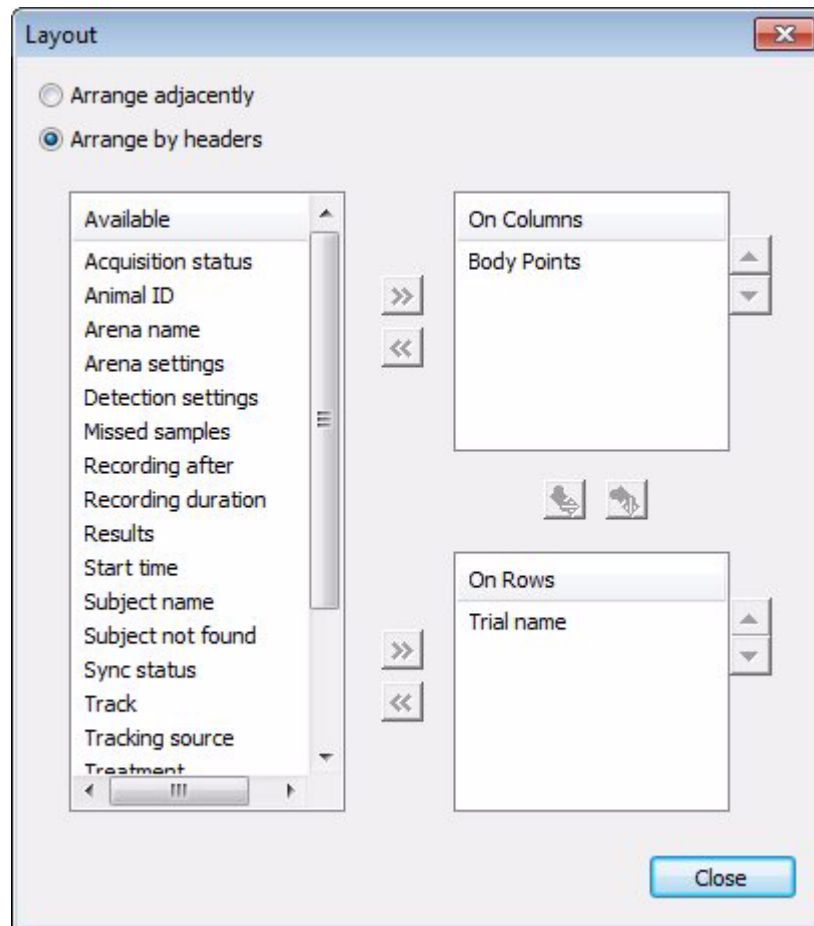 Layout
Arrange adjacently
Arrange by headers
Available
Acquisition status
Animal ID
Arena name
Arena settings
Detection settings
Missed samples
Recording after
Recording duration
Results
Start time
Subject name
Subject not found
Sync status
Track
Tracking source
Treatment
On Columns
Body Points
On Rows
Trial name
Close